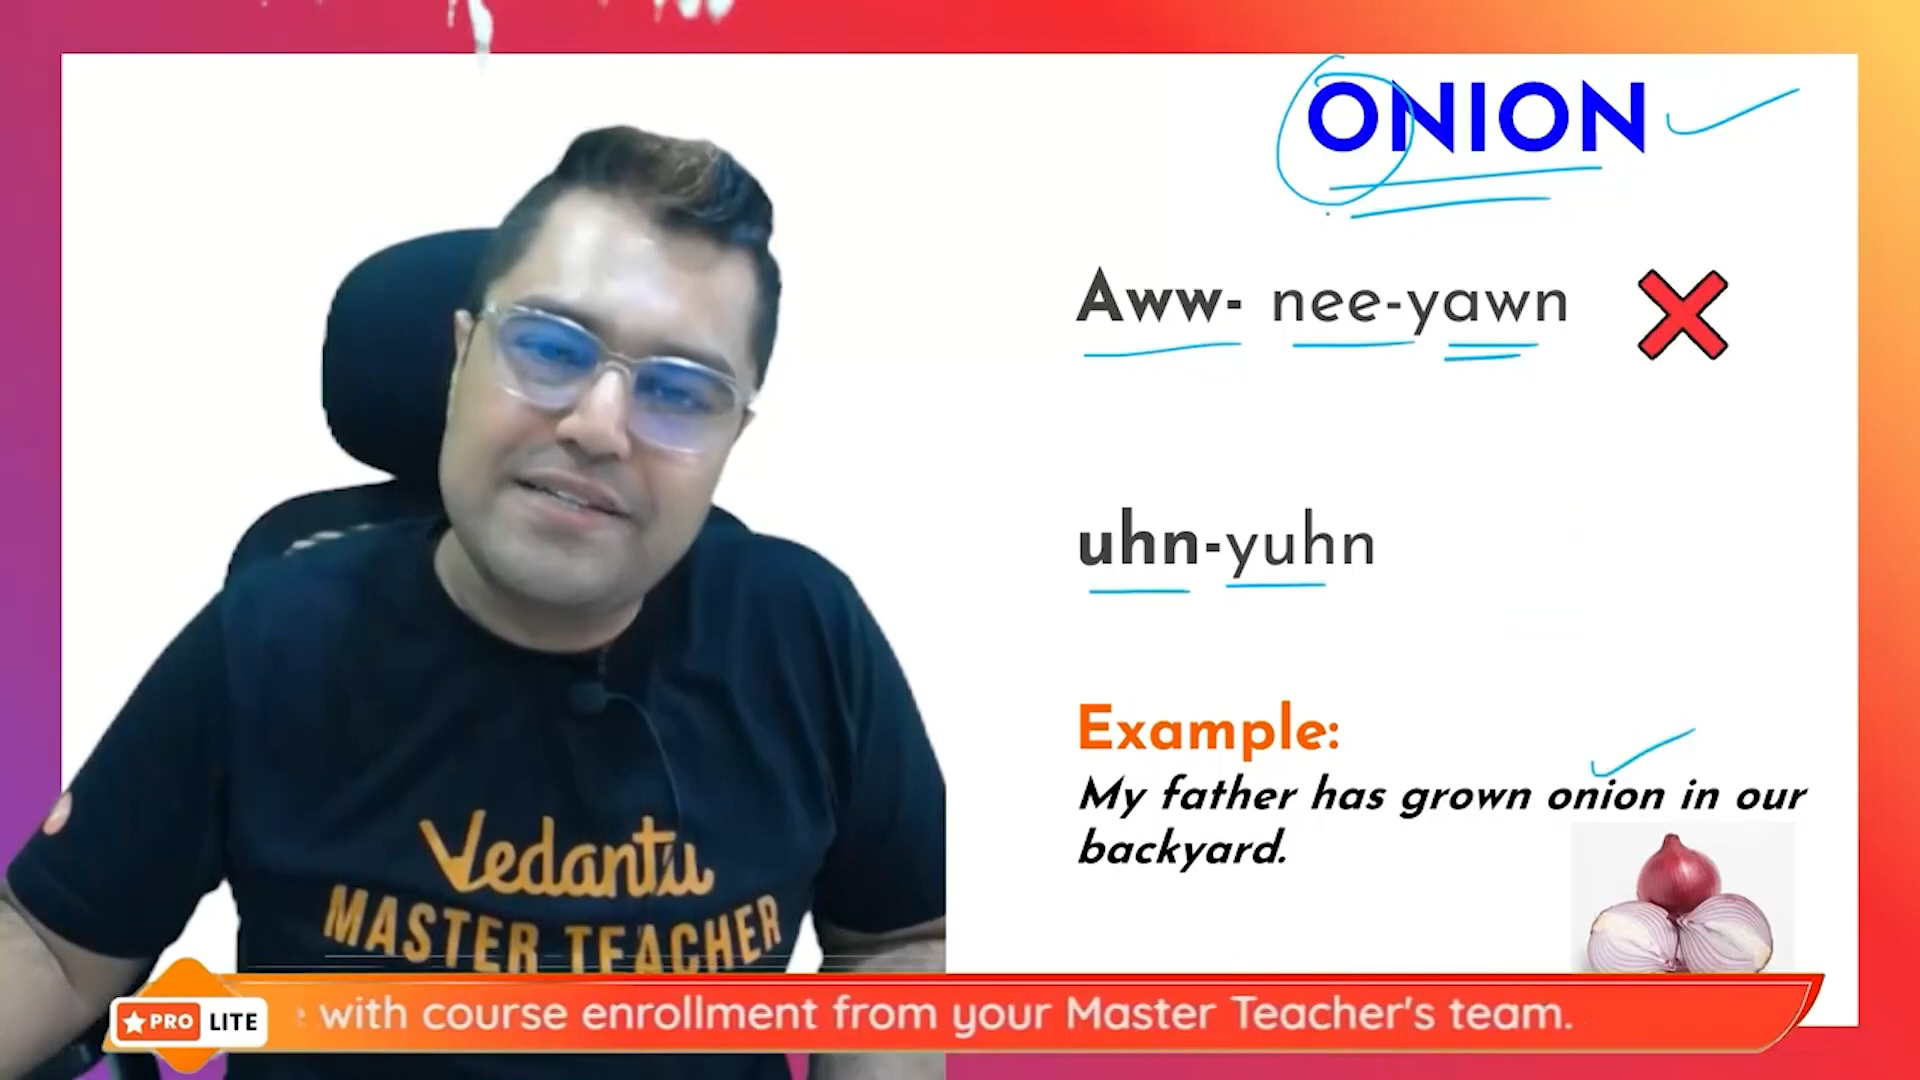 ONION
Aww- nee-yawn
uhn-yuhn
Example:
My father has grown onion in our
backyard.
Vedantu
MASTER TEACHER
PRO LITE
with course enrollment from your Master Teacher's team.